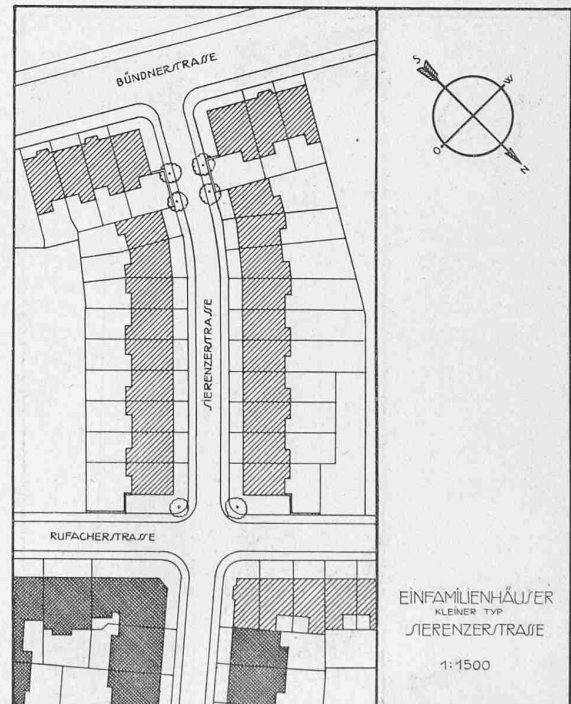 BÜNDNERSTRASSE
S
W
O
N
SIERENZERSTRASSE
RUFACHERSTRASSE
EINFAMILIENHÄUSER
KLEINER TYP
SIERENZERSTRASSE
1:1500